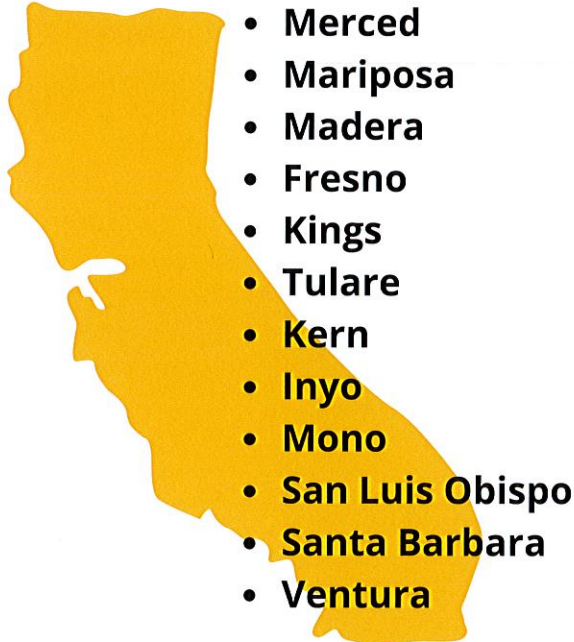 • Merced
• Mariposa
• Madera
• Fresno
• Kings
• Tulare
• Kern
• Inyo
• Mono
• San Luis Obispo
• Santa Barbara
• Ventura